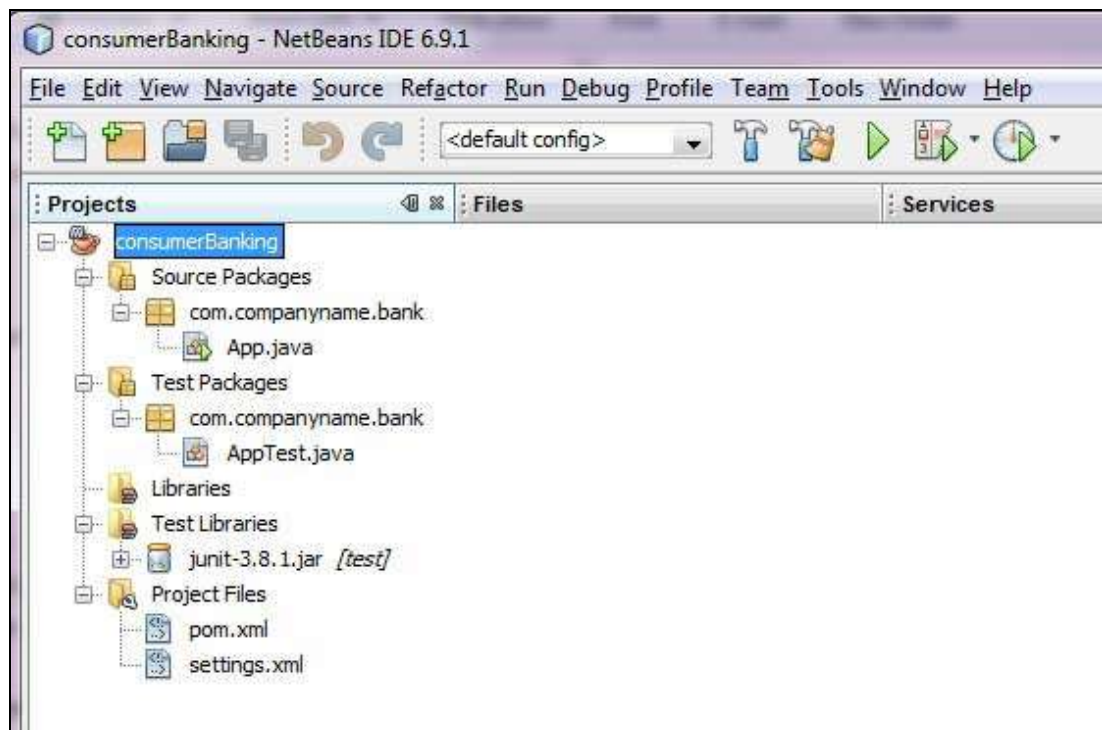 consumerBanking - NetBeans IDE 6.9.1
File Edit View Navigate Source Refactor Run Debug Profile Team Tools Window Help
<default config>
Projects Files Services
consumerBanking
Source Packages
com.companyname.bank
App.java
Test Packages
com.companyname.bank
AppTest.java
Libraries
Test Libraries
junit-3.8.1.jar [test]
Project Files
pom.xml
settings.xml